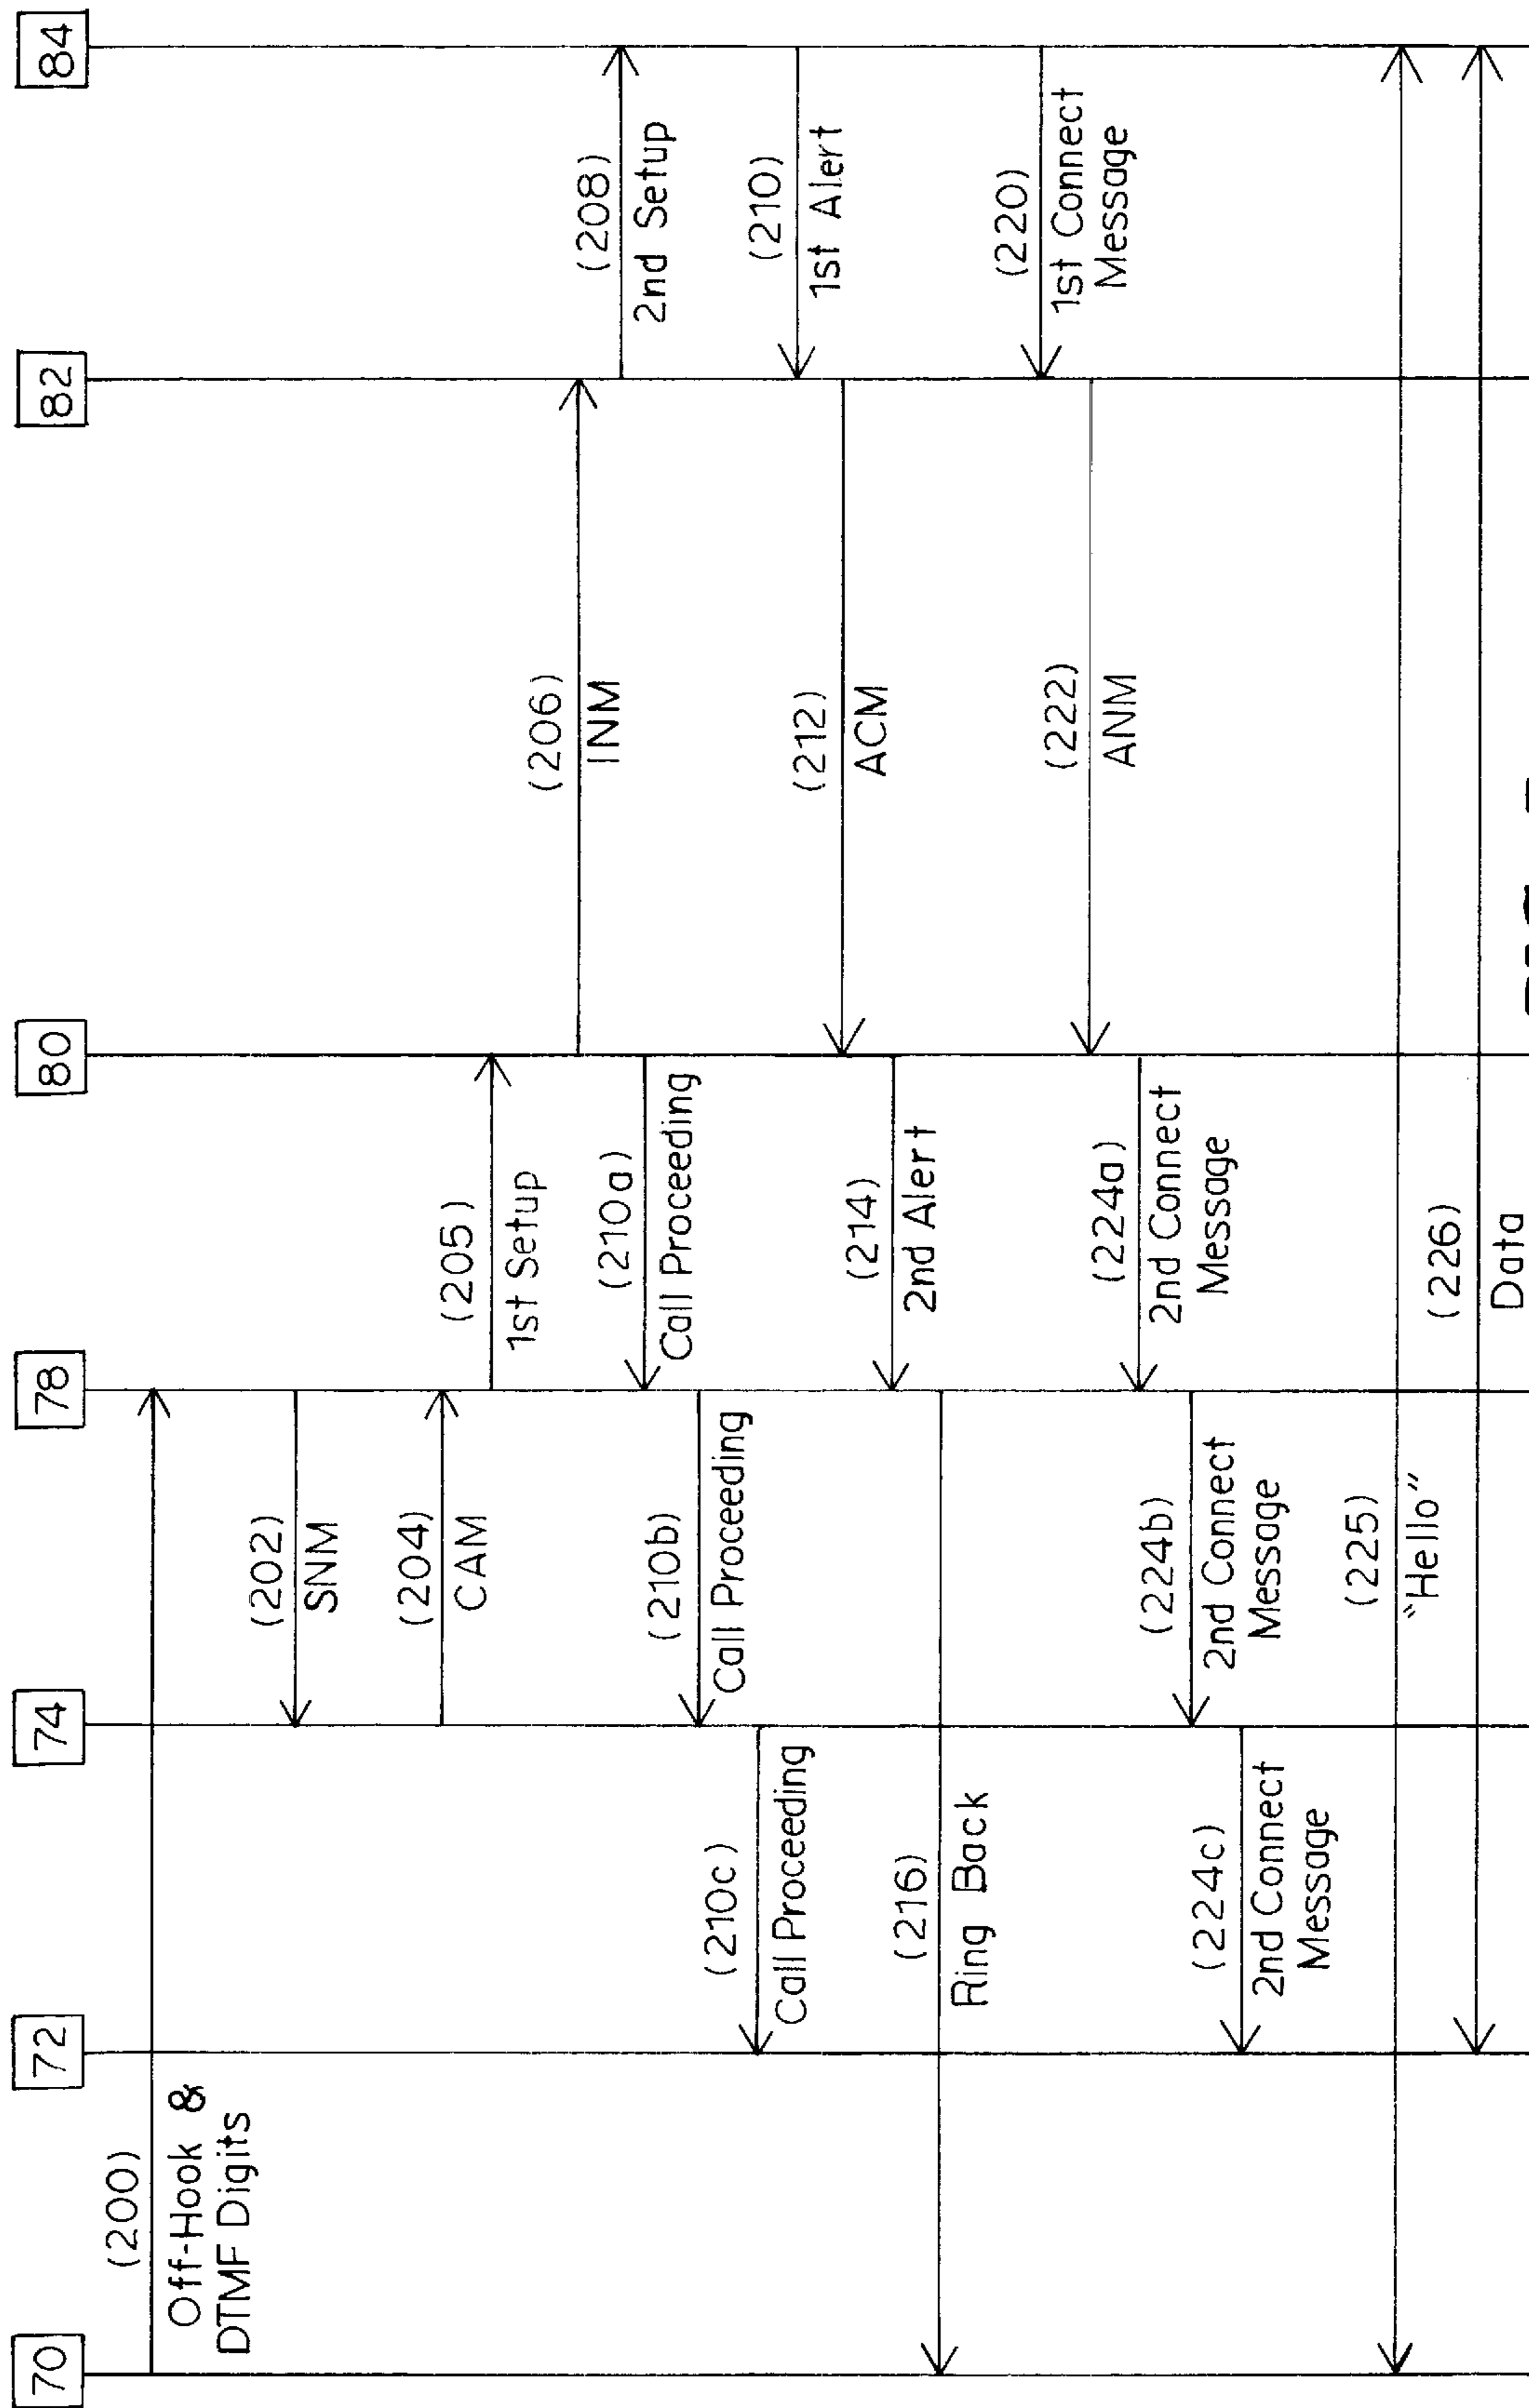 70
72
74
78
80
82
84
(200)
Off-Hook &
DTMF Digits
(202)
SNM
(204)
CAM
(205)
1st Setup
(206)
INM
(208)
2nd Setup
(210a)
Call Proceeding
(210b)
Call Proceeding
(210c)
Call Proceeding
(210)
1st Alert
(212)
ACM
(214)
2nd Alert
(216)
Ring Back
(220)
1st Connect
Message
(222)
ANM
(224a)
2nd Connect
Message
(224b)
2nd Connect
Message
(224c)
2nd Connect
Message
(225)
“Hello”
(226)
Data